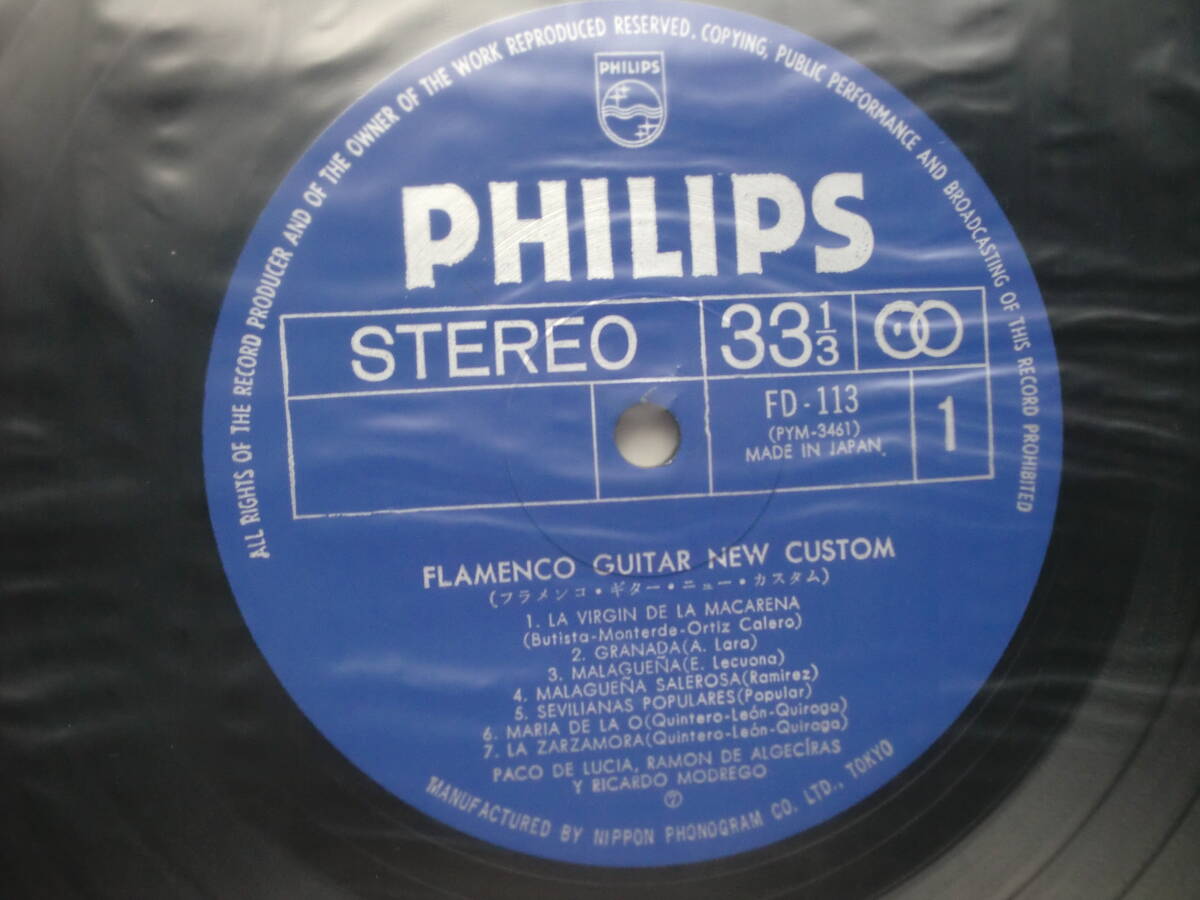 ALL RIGHTS OF THE RECORD PRODUCER AND OF THE OWNER OF THE WORK REPRODUCED RESERVED. COPYING, PUBLIC PERFORMANCE AND BROADCASTING OF THIS RECORD PROHIBITED
PHILIPS
PHILIPS
STEREO
33 1/3
FD-113
(PYM-3461)
MADE IN JAPAN.
1
FLAMENCO GUITAR NEW CUSTOM
(フラメンコ・ギター・ニュー・カスタム)
1. LA VIRGIN DE LA MACARENA
(Butista-Monterde-Ortiz Calero)
2. GRANADA(A. Lara)
3. MALAGUEÑA(E. Lecuona)
4. MALAGUEÑA SALEROSA(Ramirez)
5. SEVILIANAS POPULARES(Popular)
6. MARIA DE LA O(Quintero-León-Quiroga)
7. LA ZARZAMORA(Quintero-León-Quiroga)
PACO DE LUCIA, RAMON DE ALGECÍRAS
Y RICARDO MODREGO
⑦
MANUFACTURED BY NIPPON PHONOGRAM CO. LTD., TOKYO